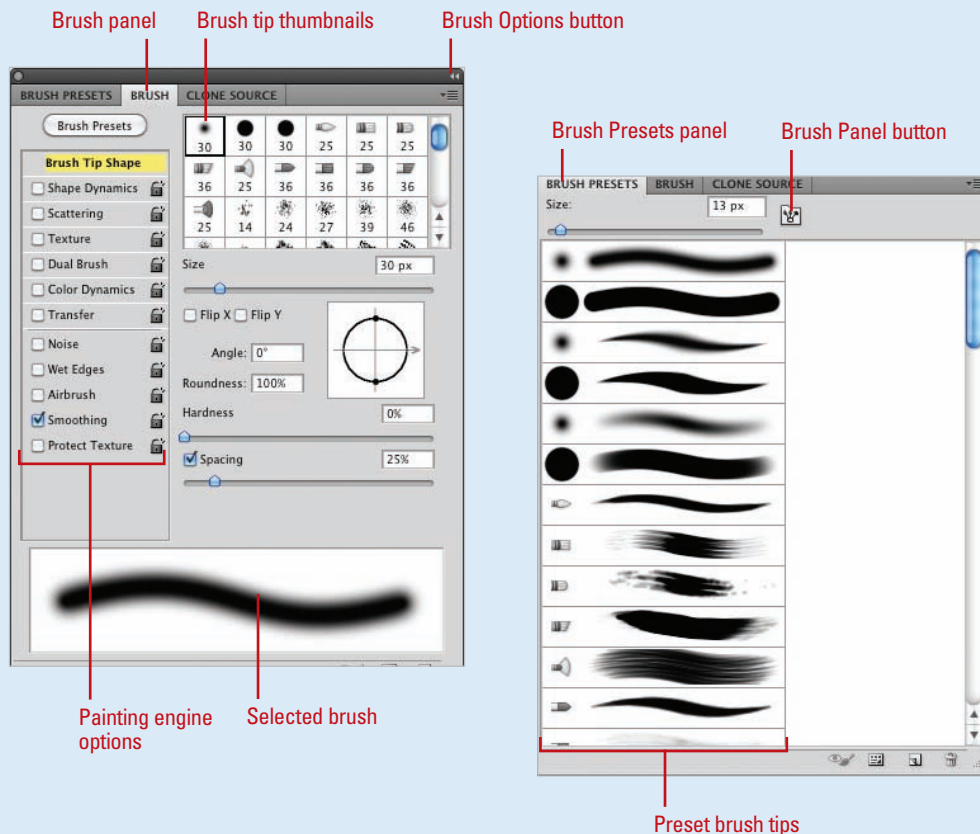 Brush panel
Brush tip thumbnails
Brush Options button
BRUSH PRESETS BRUSH CLONE SOURCE
Brush Presets
30 30 30 25 25 25
36 25 36 36 36 36
25 14 24 27 39 46
Brush Tip Shape
Shape Dynamics
Scattering
Texture
Dual Brush
Color Dynamics
Transfer
Noise
Wet Edges
Airbrush
Smoothing
Protect Texture
Size 30 px
Flip X Flip Y
Angle: 0°
Roundness: 100%
Hardness 0%
Spacing 25%
Painting engine
options
Selected brush
Brush Presets panel
Brush Panel button
BRUSH PRESETS BRUSH CLONE SOURCE
Size: 13 px
Preset brush tips